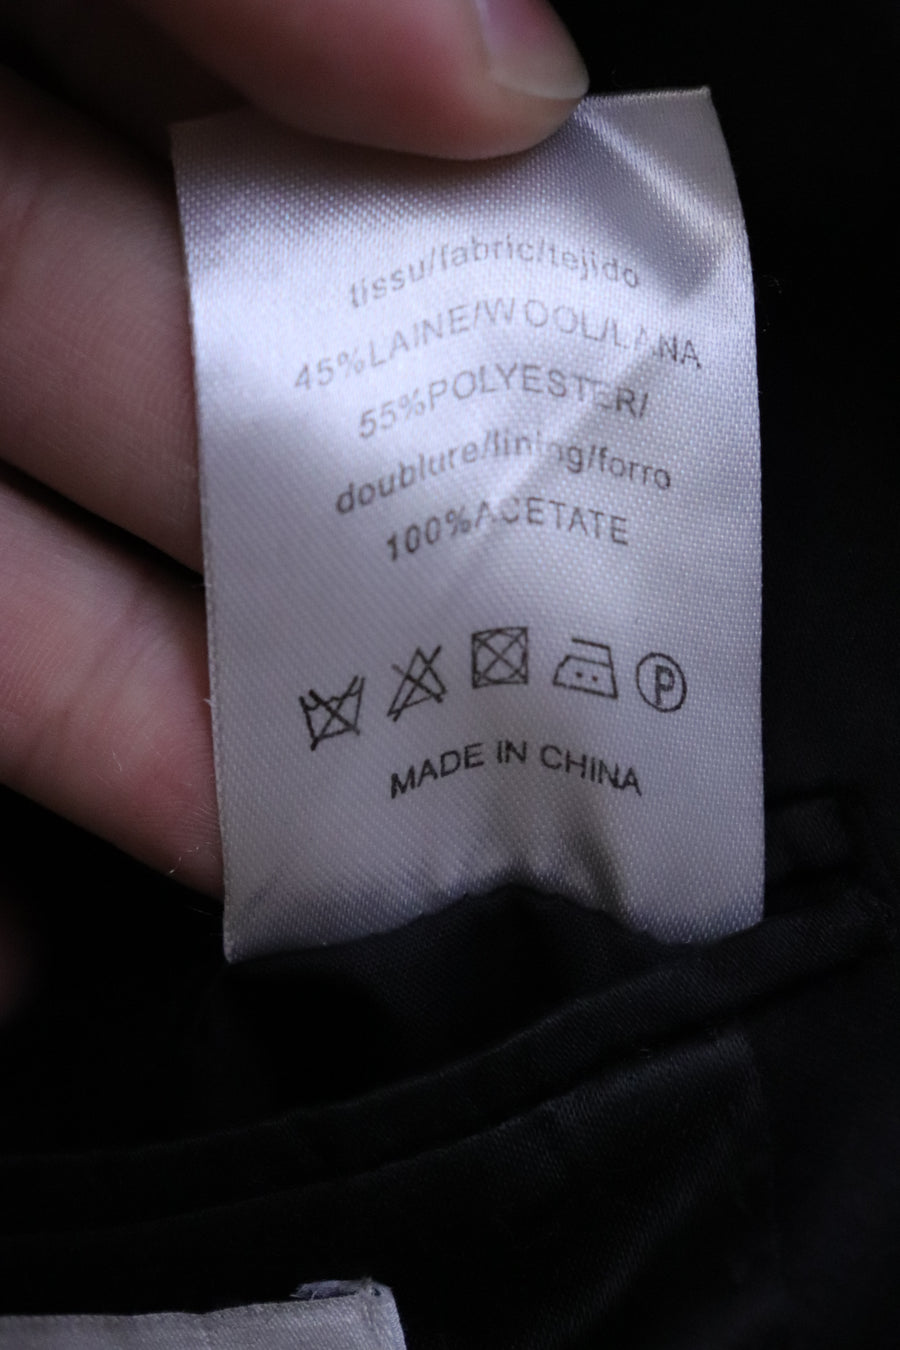 tissu/fabric/tejido
45%LAINE/WOOL/LANA
55%POLYESTER/
doublure/lining/forro
100%ACETATE
P
MADE IN CHINA